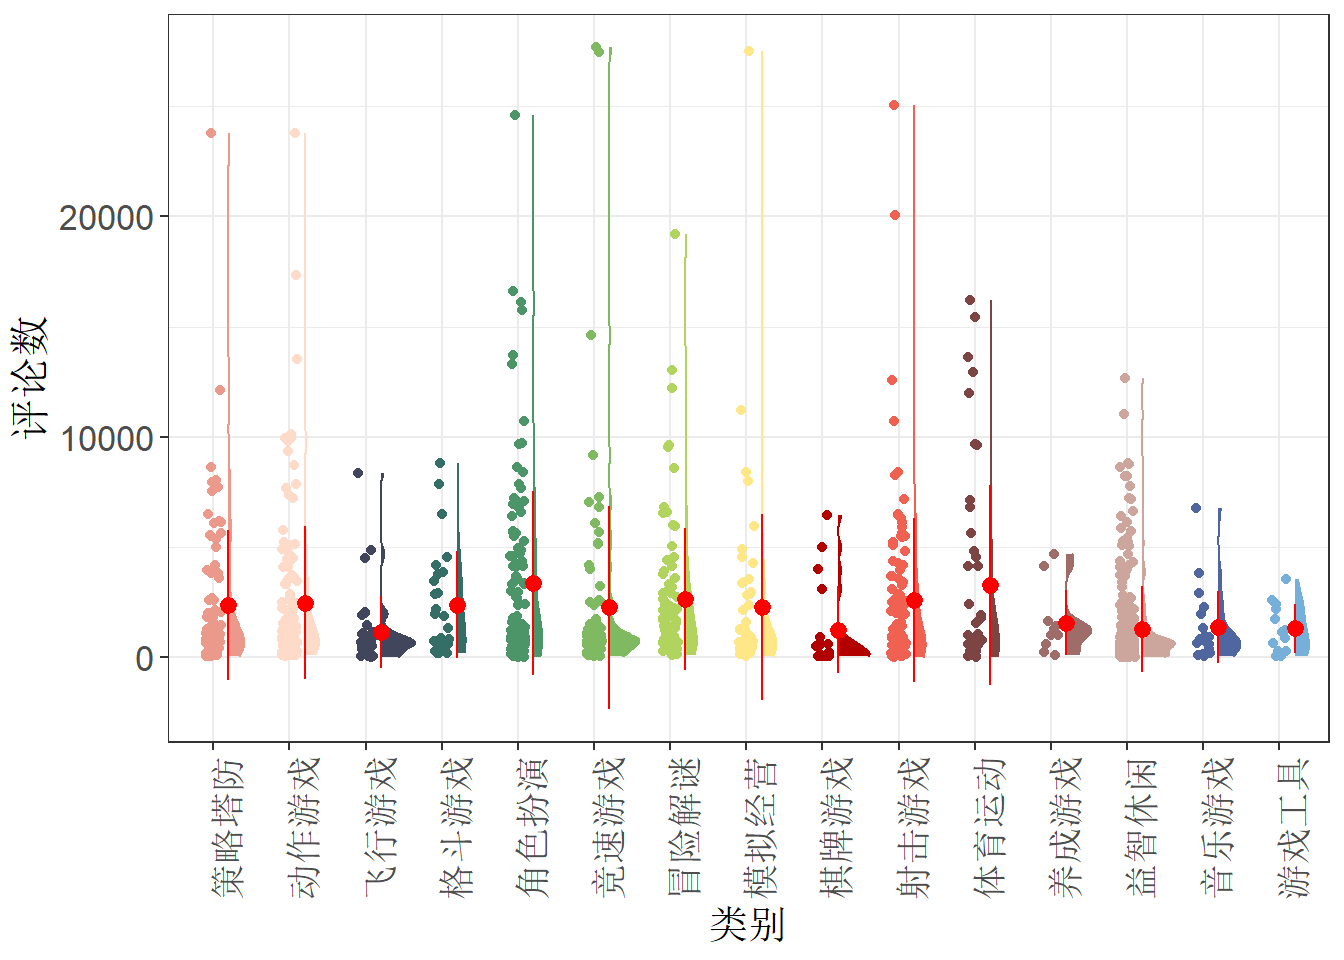 评论数
20000
10000
0
策略塔防
动作游戏
飞行游戏
格斗游戏
角色扮演
竞速游戏
冒险解谜
模拟经营
棋牌游戏
射击游戏
体育运动
养成游戏
益智休闲
音乐游戏
游戏工具
类别